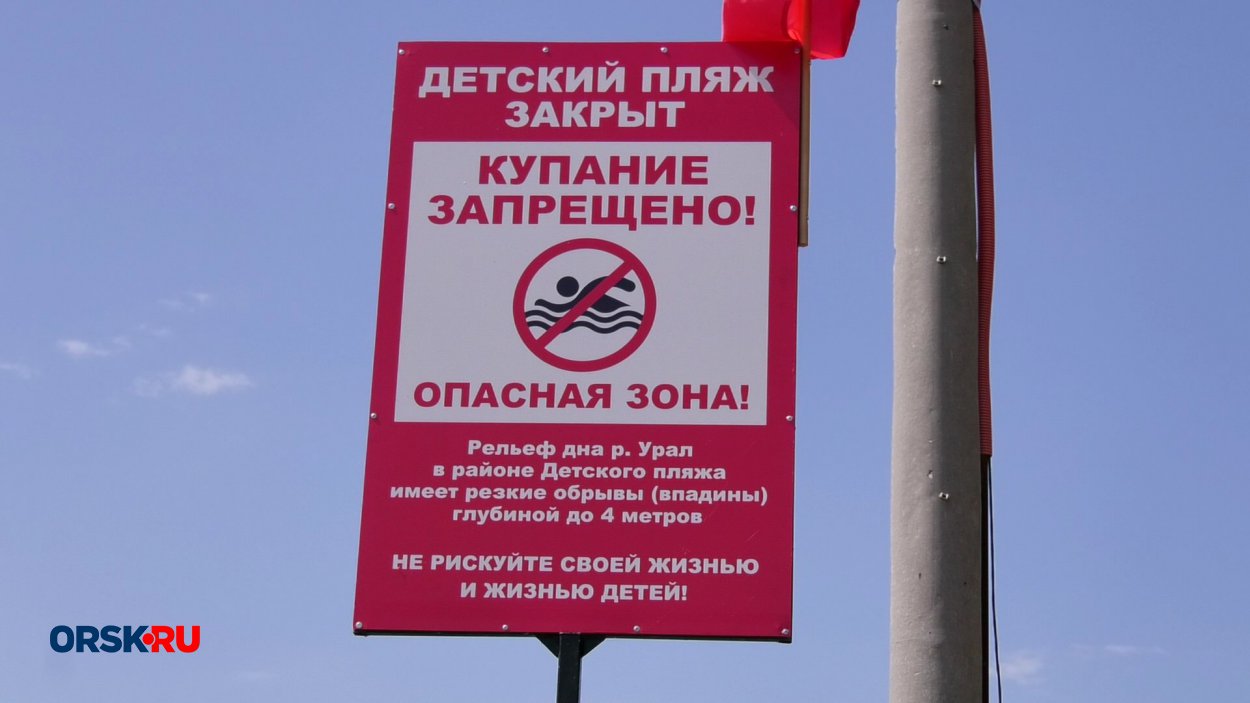 ДЕТСКИЙ ПЛЯЖ
ЗАКРЫТ
КУПАНИЕ
ЗАПРЕЩЕНО!
ОПАСНАЯ ЗОНА!
Рельеф дна р. Урал
в районе Детского пляжа
имеет резкие обрывы (впадины)
глубиной до 4 метров
НЕ РИСКУЙТЕ СВОЕЙ ЖИЗНЬЮ
И ЖИЗНЬЮ ДЕТЕЙ!
ORSK•RU